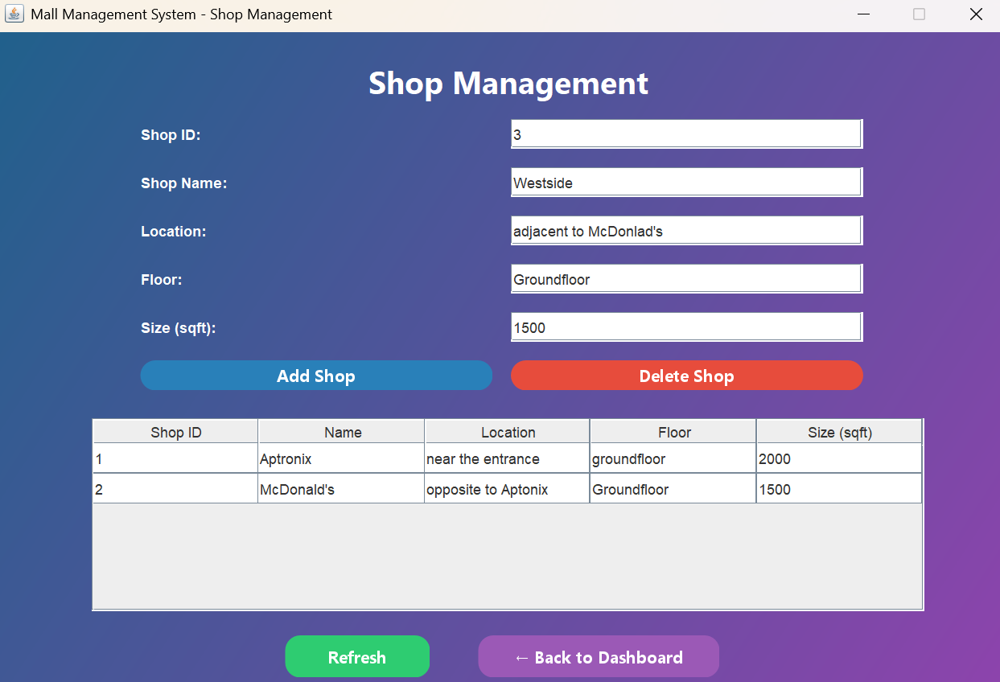 Mall Management System - Shop Management
Shop Management
Shop ID: 3
Shop Name: Westside
Location: adjacent to McDonlad's
Floor: Groundfloor
Size (sqft): 1500
Add Shop Delete Shop
Shop ID Name Location Floor Size (sqft)
1 Aptronix near the entrance groundfloor 2000
2 McDonald's opposite to Aptonix Groundfloor 1500
Refresh ← Back to Dashboard